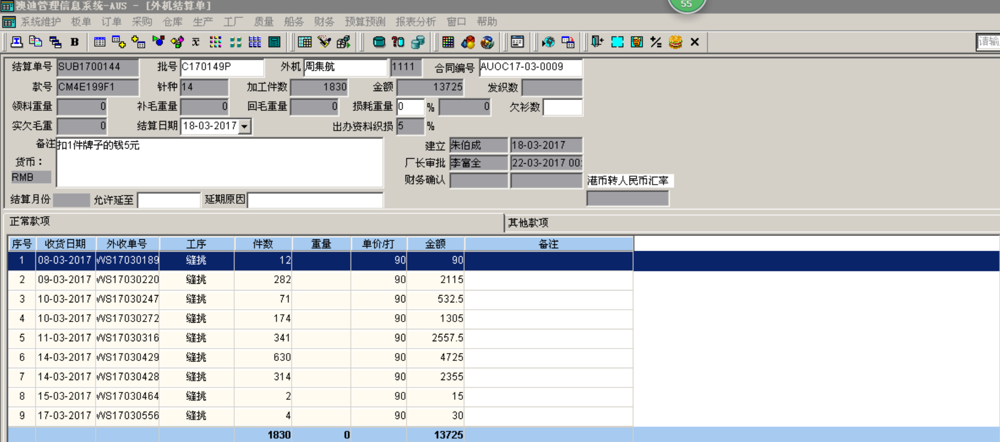 澳迪管理信息系统-AUS - [外机结算单]
55
系统维护 板单 订单 采购 仓库 生产 工厂 质量 船务 财务 预算预测 报表分析 窗口 帮助
B
请输
结算单号 SUB1700144 批号 C170149P 外机 周集航 1111 合同编号 AUOC17-03-0009
款号 CM4E199F1 针种 14 加工件数 1830 金额 13725 发织数
领料重量 0 补毛重量 0 回毛重量 0 损耗重量 0 % 0 欠衫数
实欠毛重 0 结算日期 18-03-2017 出办资料织损 5 %
备注 扣1件牌子的钱5元 建立 朱伯成 18-03-2017
货币： 厂长审批 李富全 22-03-2017 00:
RMB 财务确认 港币转人民币汇率
结算月份 允许延至 延期原因
正常款项 其他款项
序号 收货日期 外收单号 工序 件数 重量 单价/打 金额 备注
1 08-03-2017 WS17030189 缝挑 12 90 90
2 09-03-2017 WS17030220 缝挑 282 90 2115
3 10-03-2017 WS17030247 缝挑 71 90 532.5
4 10-03-2017 WS17030272 缝挑 174 90 1305
5 11-03-2017 WS17030316 缝挑 341 90 2557.5
6 14-03-2017 WS17030429 缝挑 630 90 4725
7 14-03-2017 WS17030428 缝挑 314 90 2355
8 15-03-2017 WS17030464 缝挑 2 90 15
9 17-03-2017 WS17030556 缝挑 4 90 30
1830 0 13725